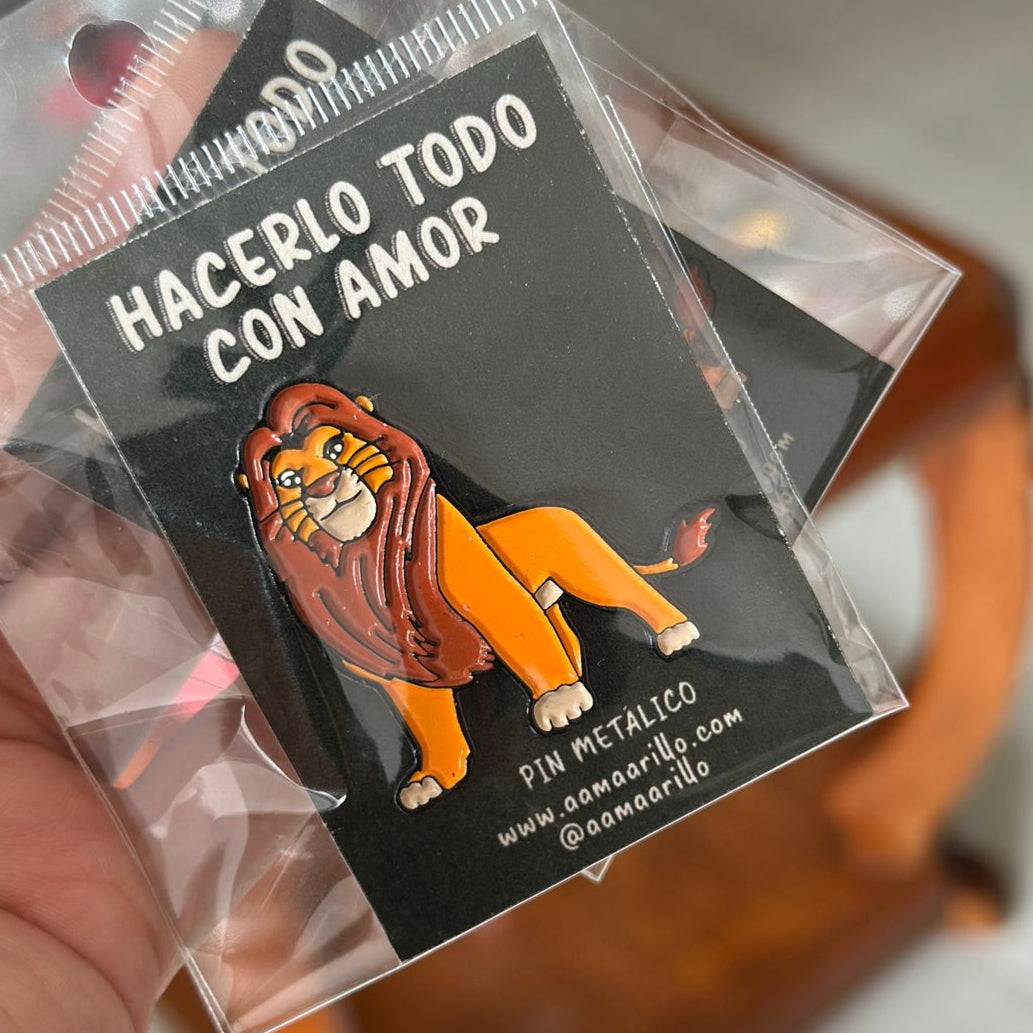 HACERLO TODO
CON AMOR
PIN METÁLICO
www.aamaarillo.com
@aamaarillo